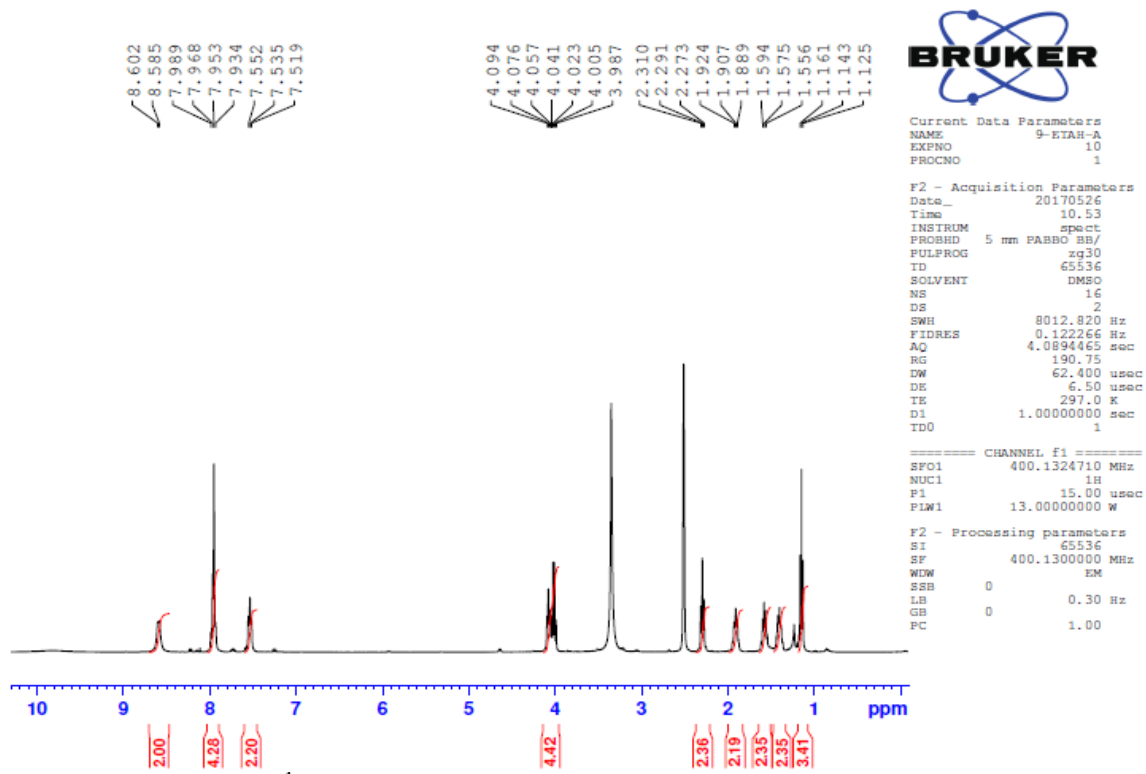 8.602
8.585
7.989
7.968
7.953
7.934
7.552
7.535
7.519
4.094
4.076
4.057
4.041
4.023
4.005
3.987
2.310
2.291
2.273
1.924
1.907
1.889
1.594
1.575
1.556
1.161
1.143
1.125
BRUKER
Current Data Parameters
NAME 9-ETAH-A
EXPNO 10
PROCNO 1
F2 - Acquisition Parameters
Date_ 20170526
Time 10.53
INSTRUM spect
PROBHD 5 mm PABBO BB/
PULPROG zg30
TD 65536
SOLVENT DMSO
NS 16
DS 2
SWH 8012.820 Hz
FIDRES 0.122266 Hz
AQ 4.0894465 sec
RG 190.75
DW 62.400 usec
DE 6.50 usec
TE 297.0 K
D1 1.00000000 sec
TD0 1
======== CHANNEL f1 ========
SFO1 400.1324710 MHz
NUC1 1H
P1 15.00 usec
PLW1 13.00000000 W
F2 - Processing parameters
SI 65536
SF 400.1300000 MHz
WDW EM
SSB 0
LB 0.30 Hz
GB 0
PC 1.00
10 9 8 7 6 5 4 3 2 1 ppm
2.00
4.28
2.20
4.42
2.36
2.19
2.35
2.35
3.41
1